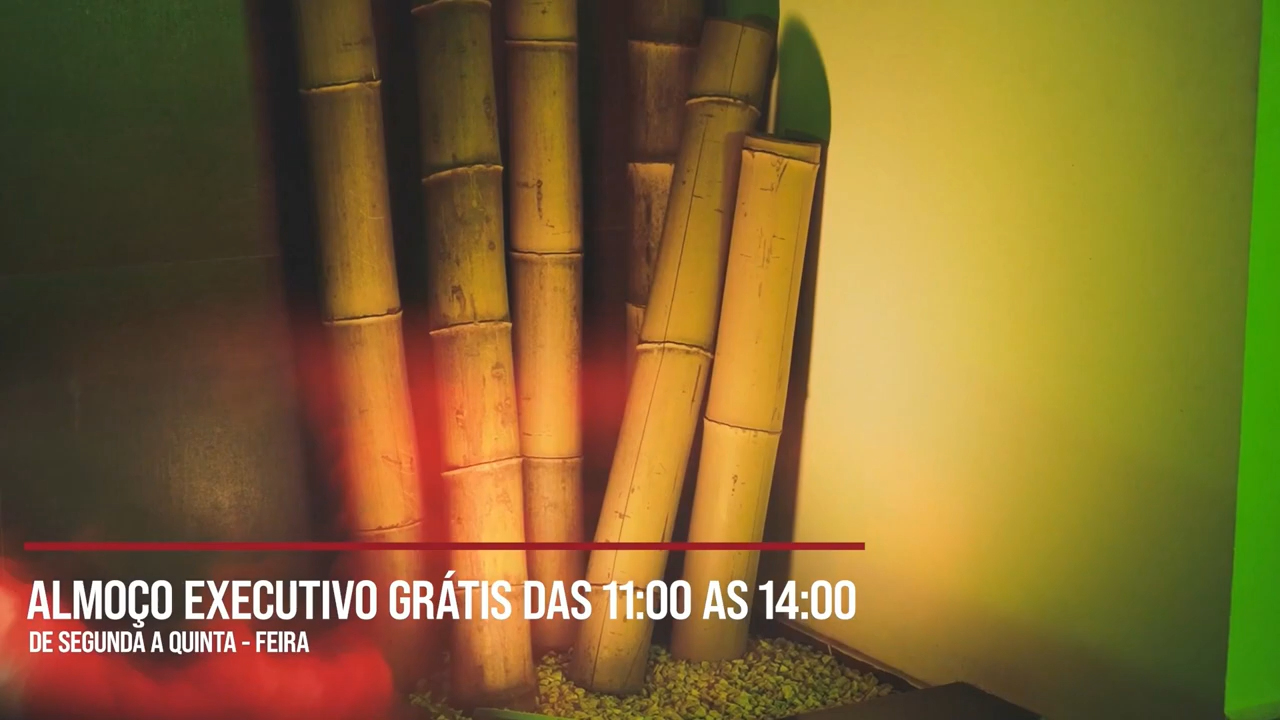 ALMOÇO EXECUTIVO GRÁTIS DAS 11:00 AS 14:00
DE SEGUNDA A QUINTA - FEIRA